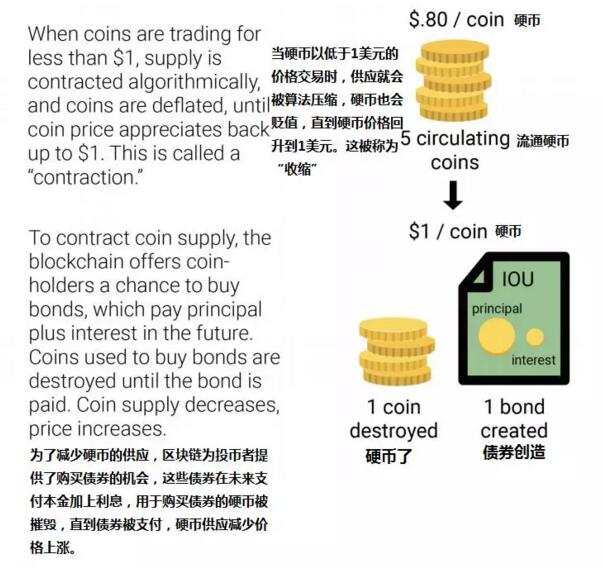 When coins are trading for
less than $1, supply is
contracted algorithmically,
and coins are deflated, until
coin price appreciates back
up to $1. This is called a
“contraction.”
当硬币以低于1美元的
价格交易时，供应就会
被算法压缩，硬币也会
贬值，直到硬币价格回
升到1美元。这被称为
“收缩”
$.80 / coin 硬币
5 circulating
coins 流通硬币
$1 / coin 硬币
To contract coin supply, the
blockchain offers coin-
holders a chance to buy
bonds, which pay principal
plus interest in the future.
Coins used to buy bonds are
destroyed until the bond is
paid. Coin supply decreases,
price increases.
为了减少硬币的供应，区块链为投币者提
供了购买债券的机会，这些债券在未来支
付本金加上利息，用于购买债券的硬币被
摧毁，直到债券被支付，硬币供应减少价
格上涨。
IOU
principal
interest
1 coin
destroyed
硬币了
1 bond
created
债券创造